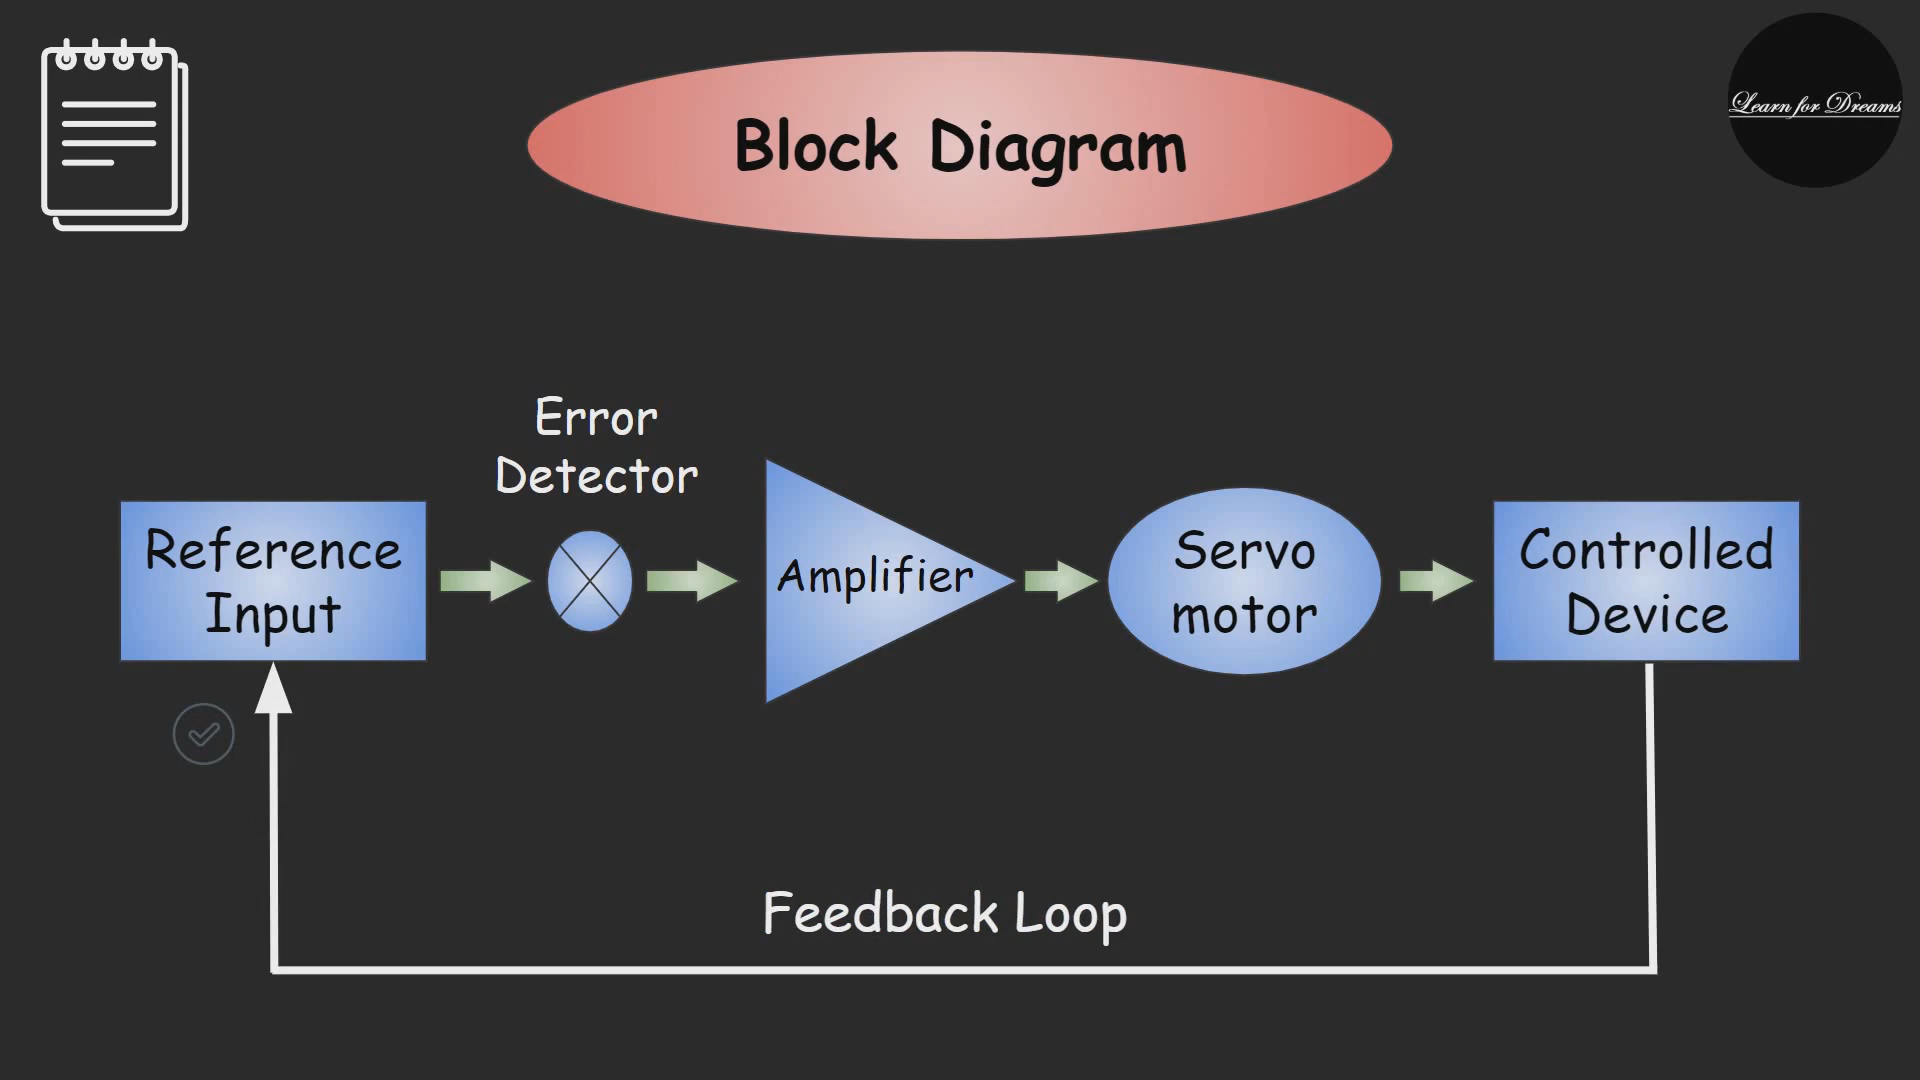 Block Diagram
Learn for Dreams
Error
Detector
Reference
Input
Amplifier
Servo
motor
Controlled
Device
Feedback Loop